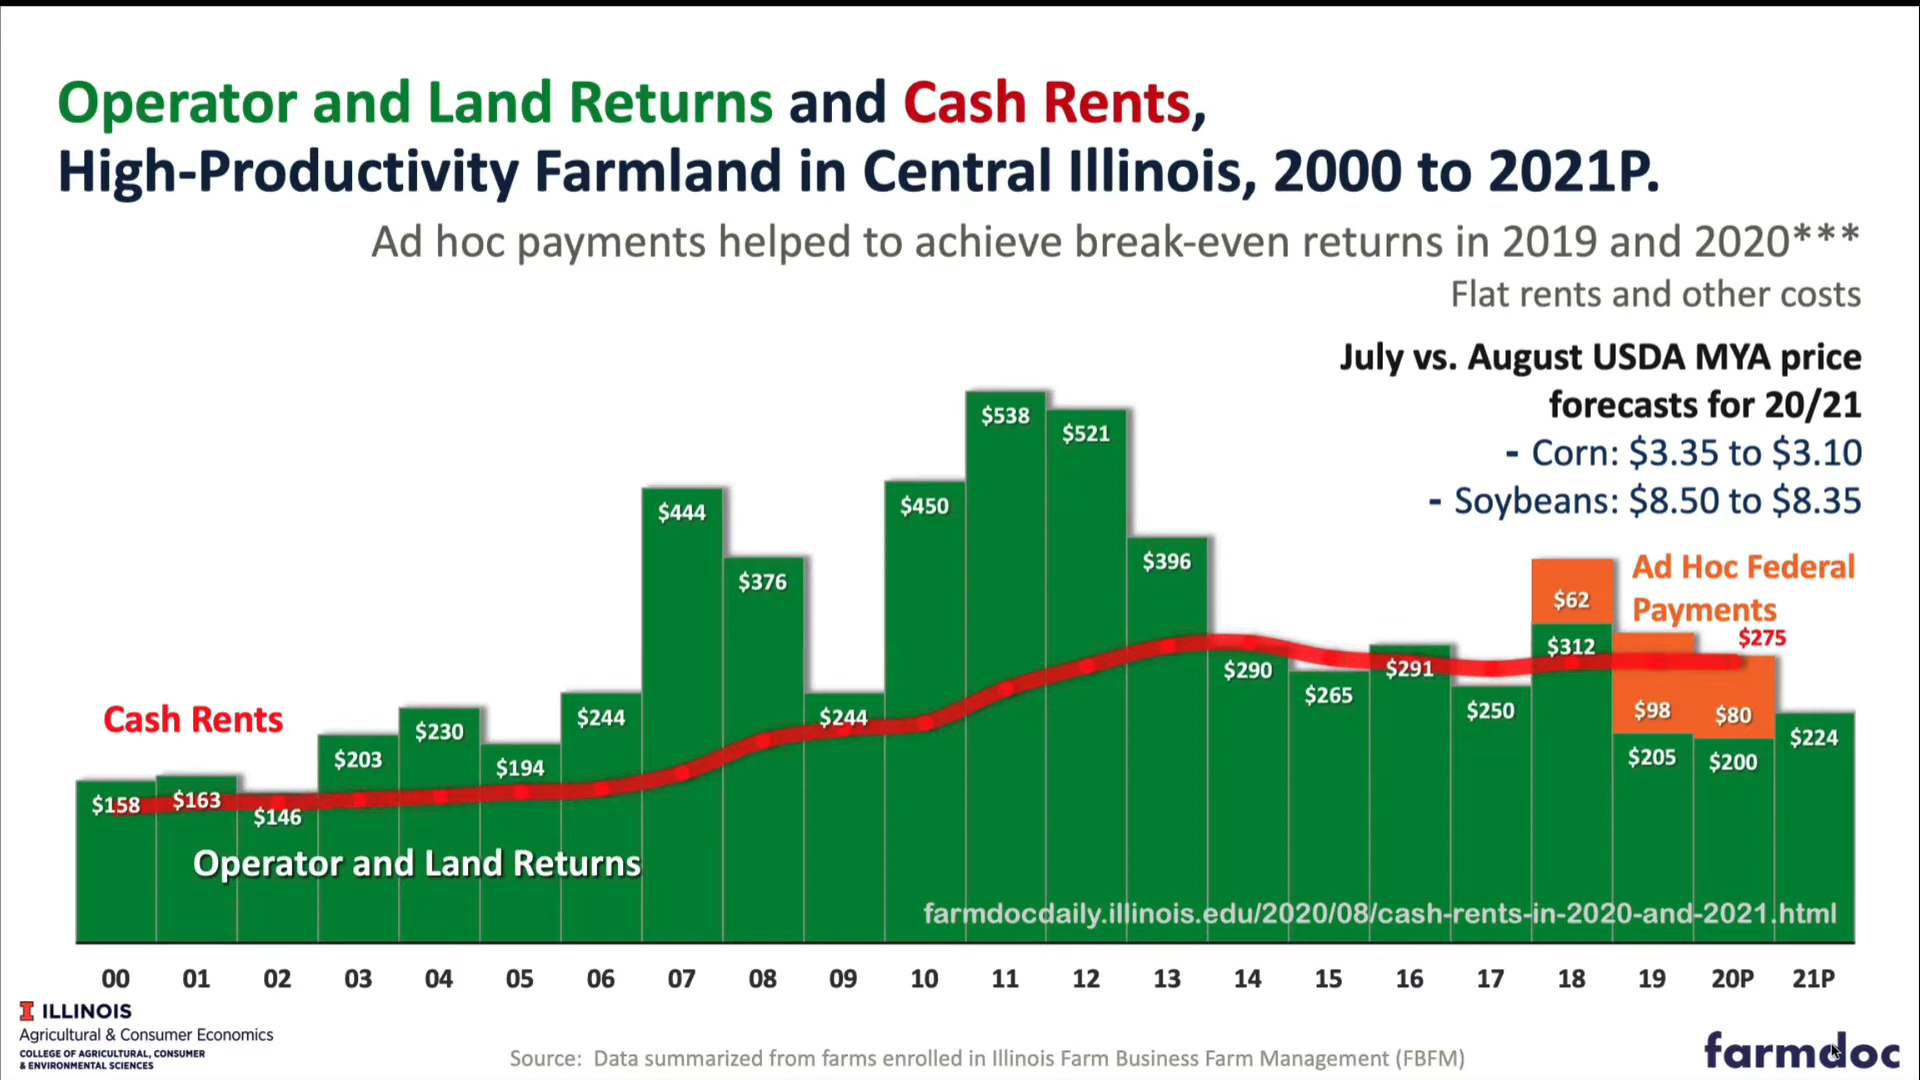 Operator and Land Returns and Cash Rents,
High-Productivity Farmland in Central Illinois, 2000 to 2021P.
Ad hoc payments helped to achieve break-even returns in 2019 and 2020***
Flat rents and other costs
July vs. August USDA MYA price
forecasts for 20/21
- Corn: $3.35 to $3.10
- Soybeans: $8.50 to $8.35
Ad Hoc Federal
Payments
$275
Cash Rents
$158
$163
$146
$203
$230
$194
$244
$444
$376
$244
$450
$538
$521
$396
$290
$265
$291
$250
$62
$312
$98
$205
$80
$200
$224
Operator and Land Returns
farmdocdaily.illinois.edu/2020/08/cash-rents-in-2020-and-2021.html
00 01 02 03 04 05 06 07 08 09 10 11 12 13 14 15 16 17 18 19 20P 21P
I ILLINOIS
Agricultural & Consumer Economics
COLLEGE OF AGRICULTURAL, CONSUMER
& ENVIRONMENTAL SCIENCES
Source: Data summarized from farms enrolled in Illinois Farm Business Farm Management (FBFM)
farmdoc